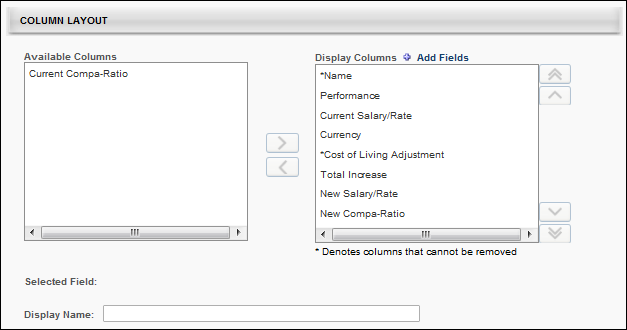 COLUMN LAYOUT
Available Columns
Current Compa-Ratio
Display Columns Add Fields
*Name
Performance
Current Salary/Rate
Currency
*Cost of Living Adjustment
Total Increase
New Salary/Rate
New Compa-Ratio
* Denotes columns that cannot be removed
Selected Field:
Display Name: